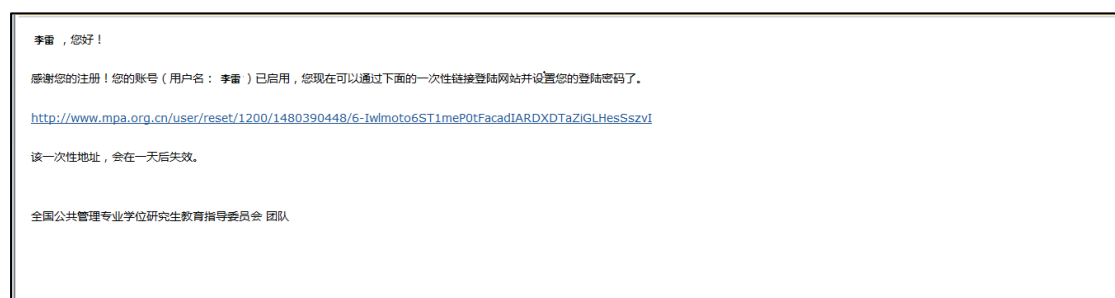 李雷 ，您好！
感谢您的注册！您的账号（用户名： 李雷 ）已启用，您现在可以通过下面的一次性链接登陆网站并设置您的登陆密码了。
http://www.mpa.org.cn/user/reset/1200/1480390448/6-Iwlmoto6ST1meP0tFacadIARDXDTaZiGLHesSszvI
该一次性地址，会在一天后失效。
全国公共管理专业学位研究生教育指导委员会 团队